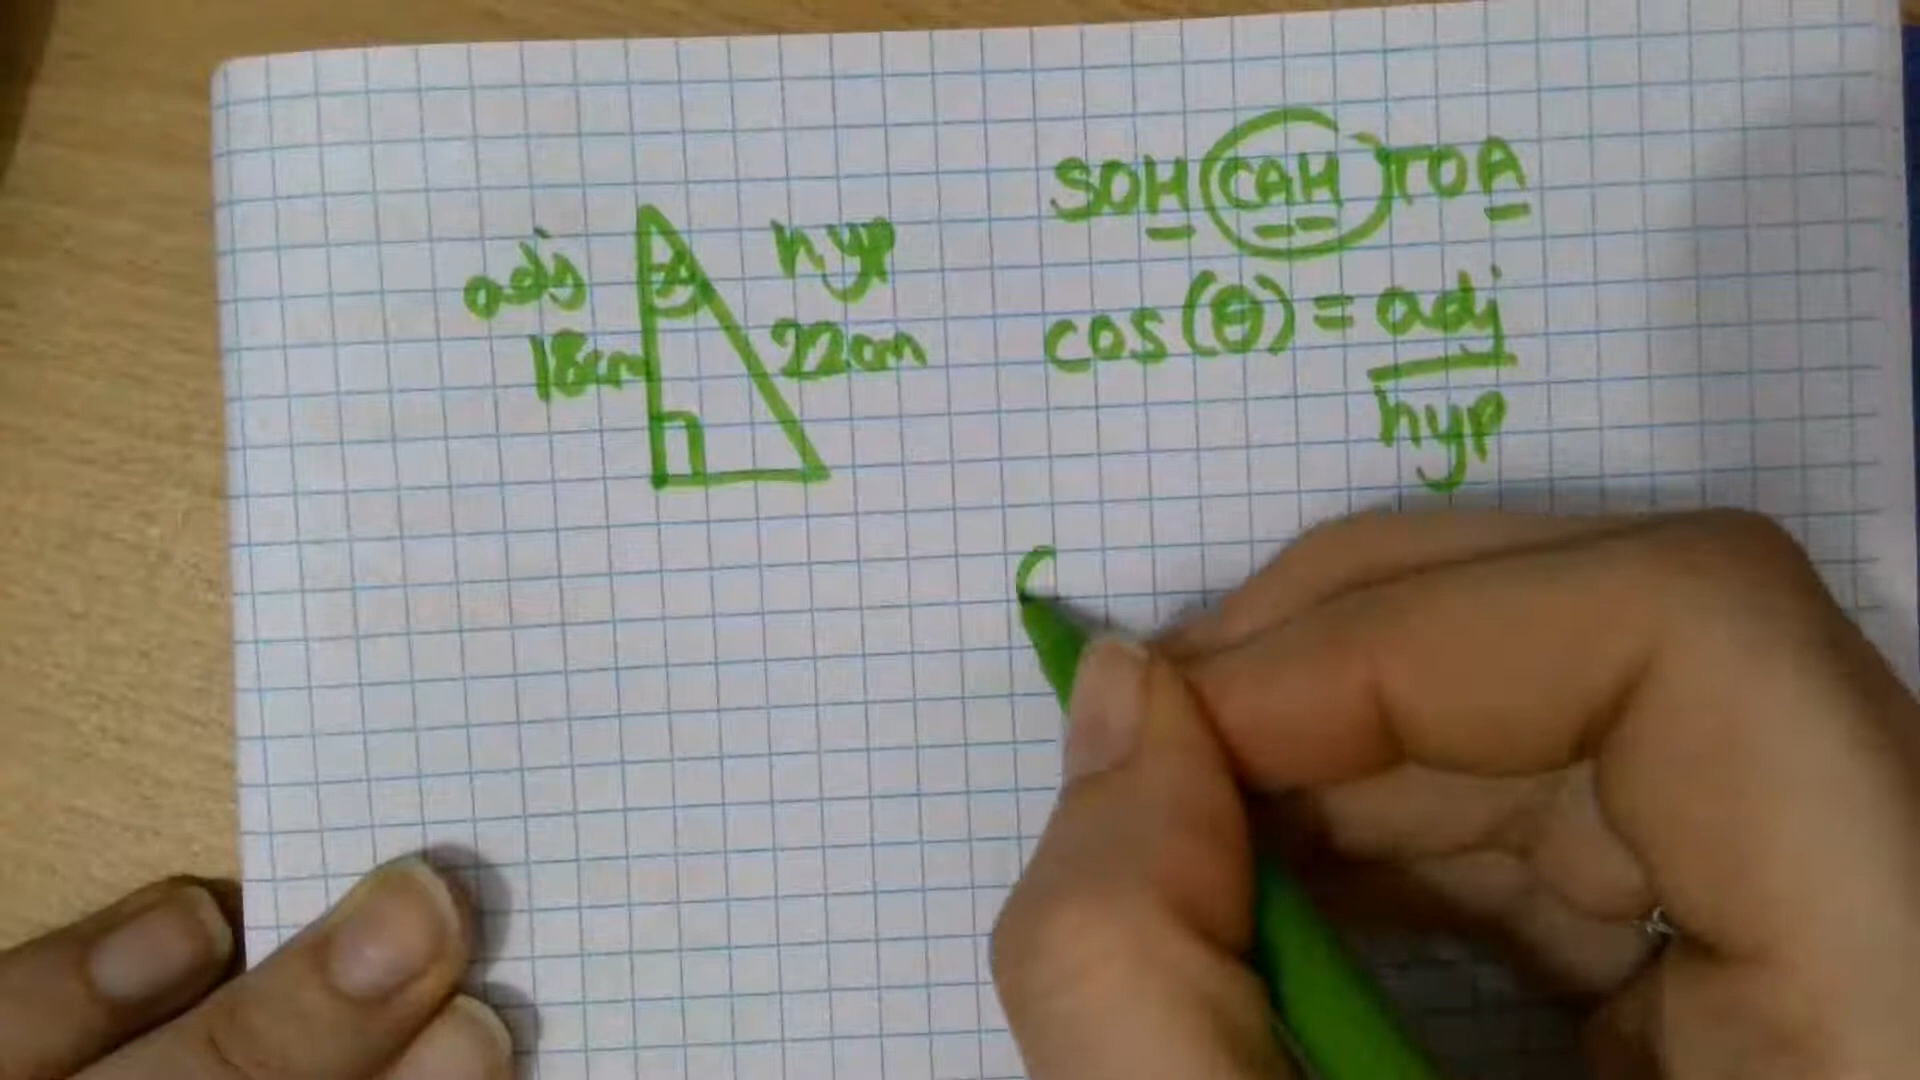 SOH CAH TOA
adj
hyp
18cm
22cm
cos(θ) = adj
hyp